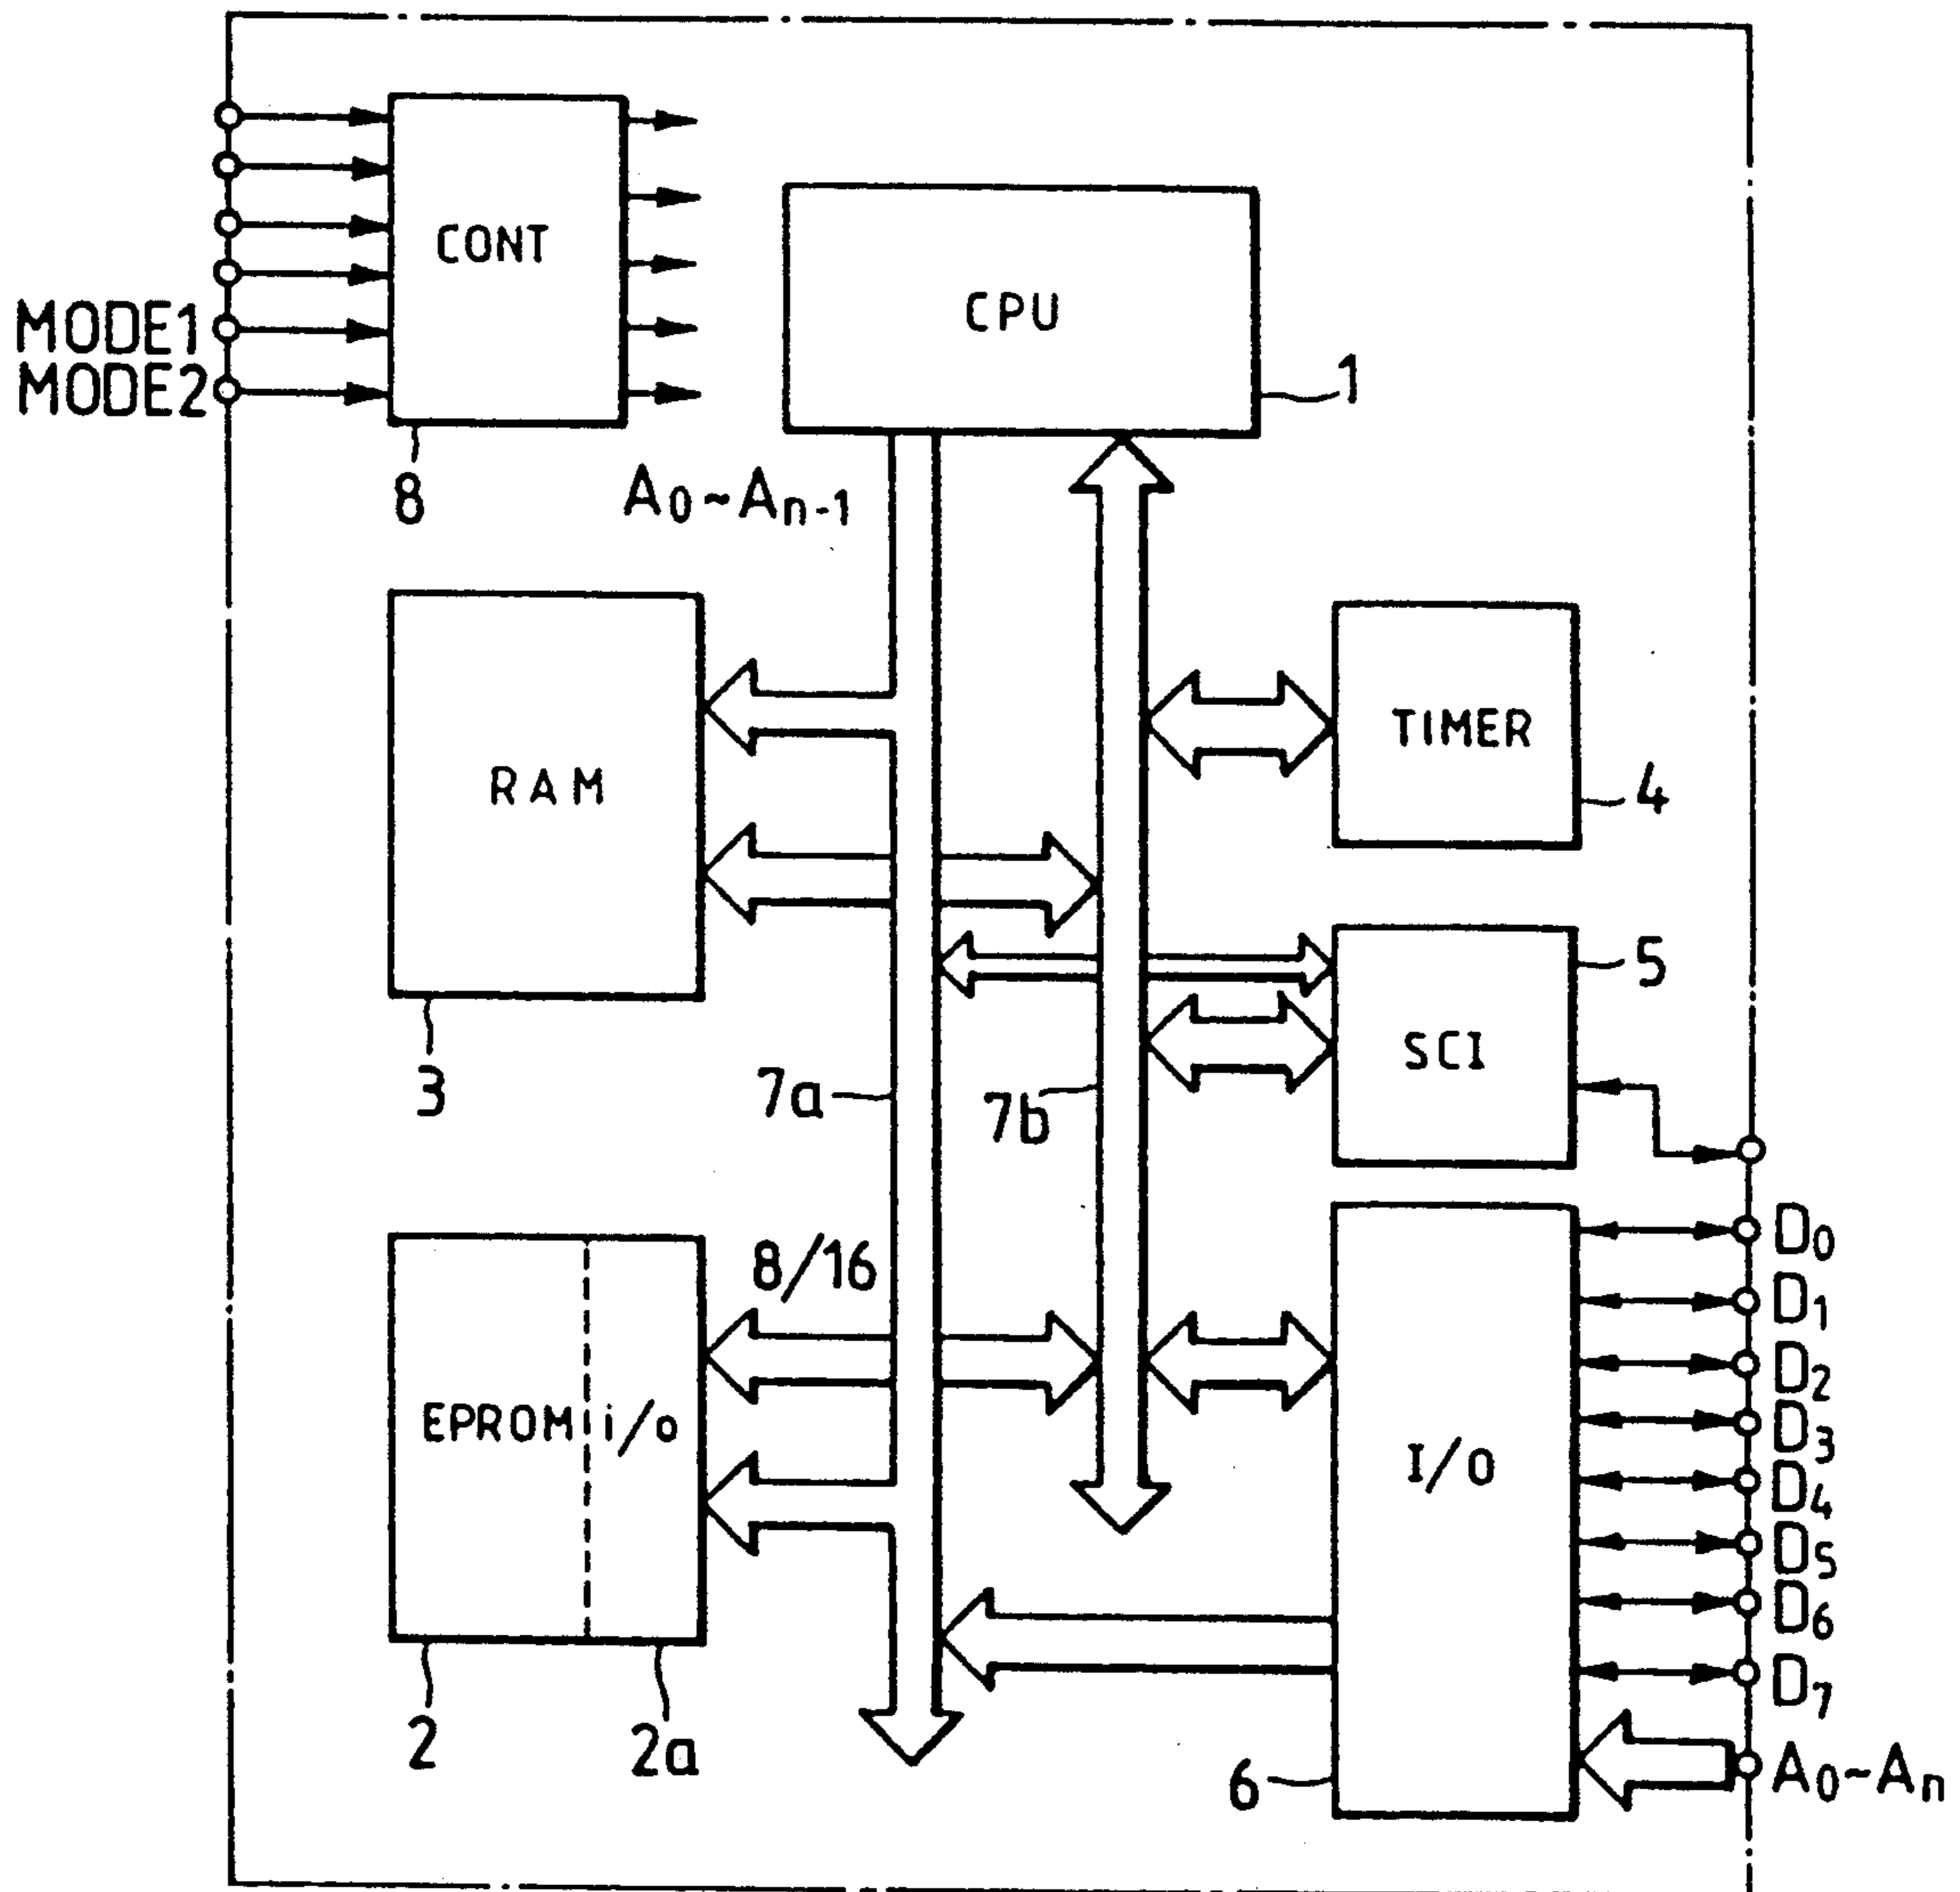 CONT
CPU
MODE1
MODE2
1
8
A0~An-1
RAM
TIMER
4
5
3
7a
7b
SCI
D0
8/16
D1
D2
EPROM i/o
D3
I/O
D4
D5
D6
D7
2
2a
6
A0~An